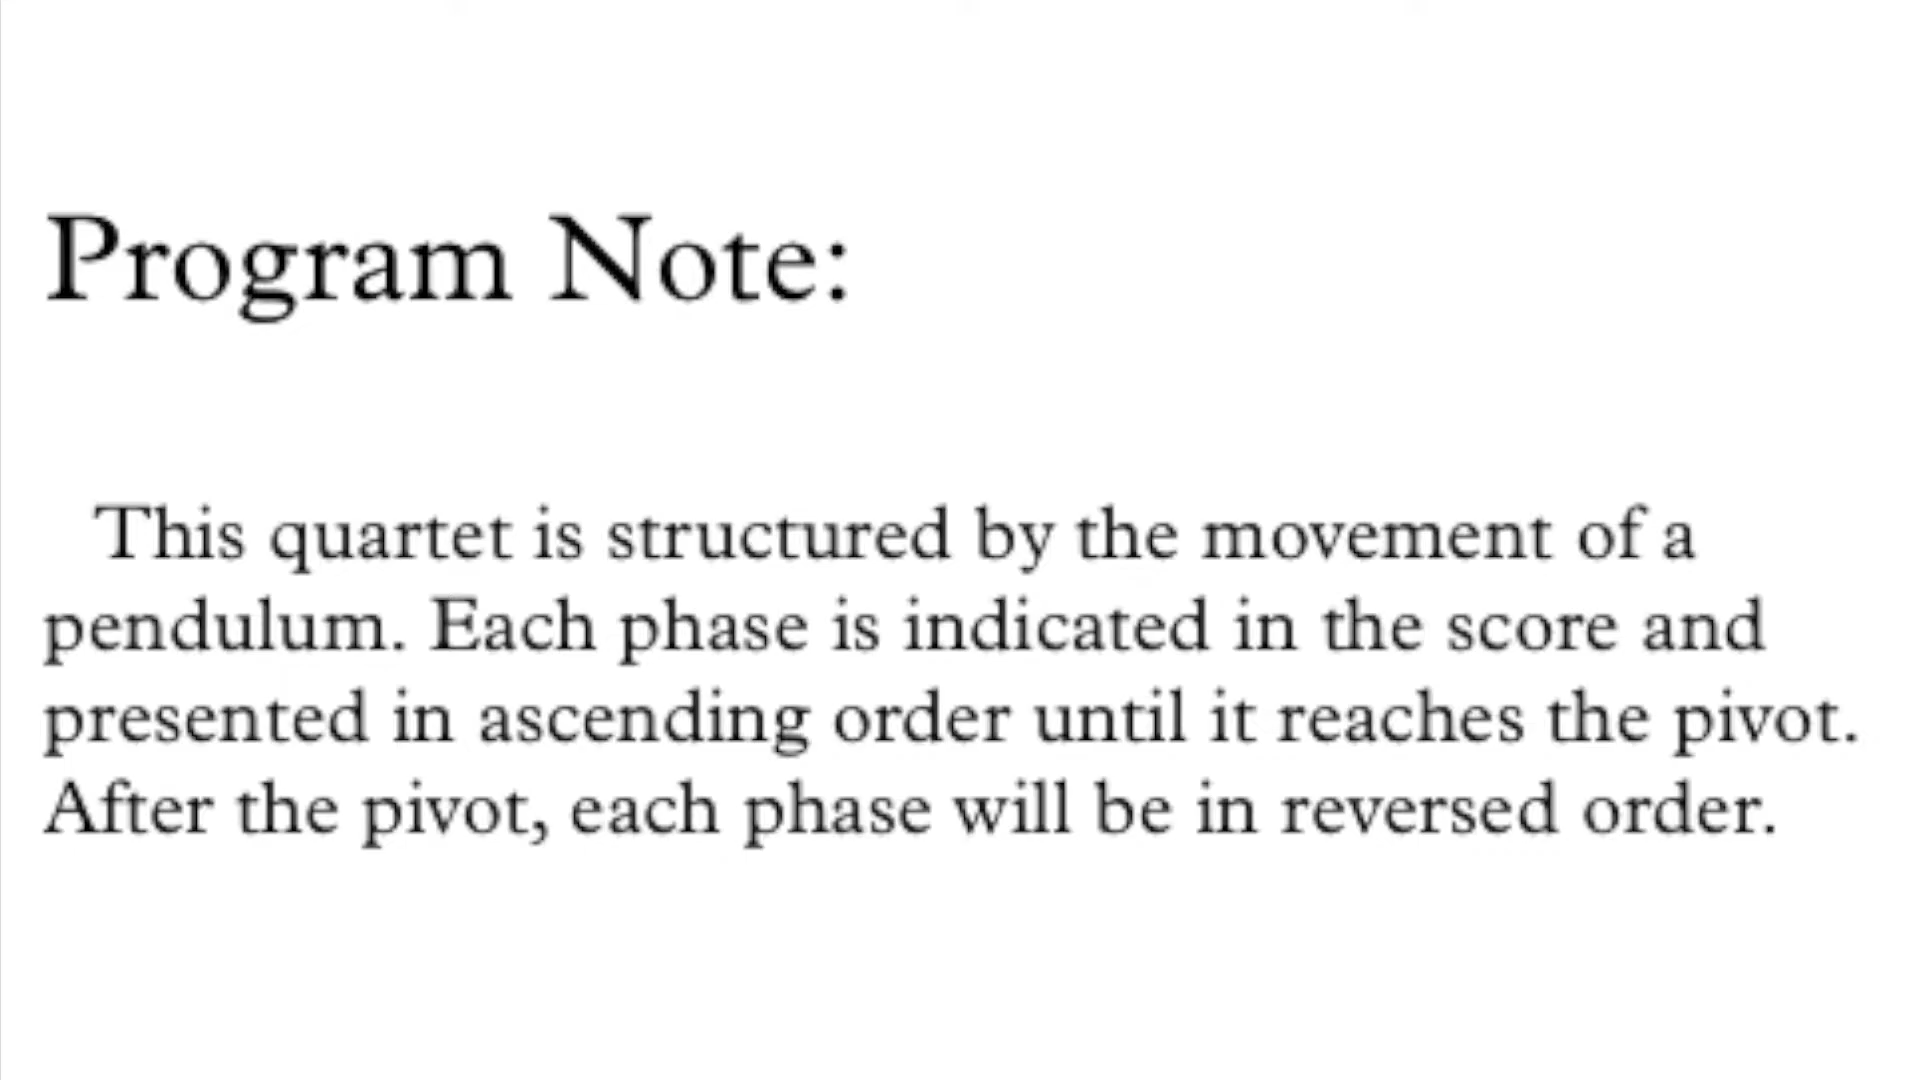 Program Note:
This quartet is structured by the movement of a
pendulum. Each phase is indicated in the score and
presented in ascending order until it reaches the pivot.
After the pivot, each phase will be in reversed order.